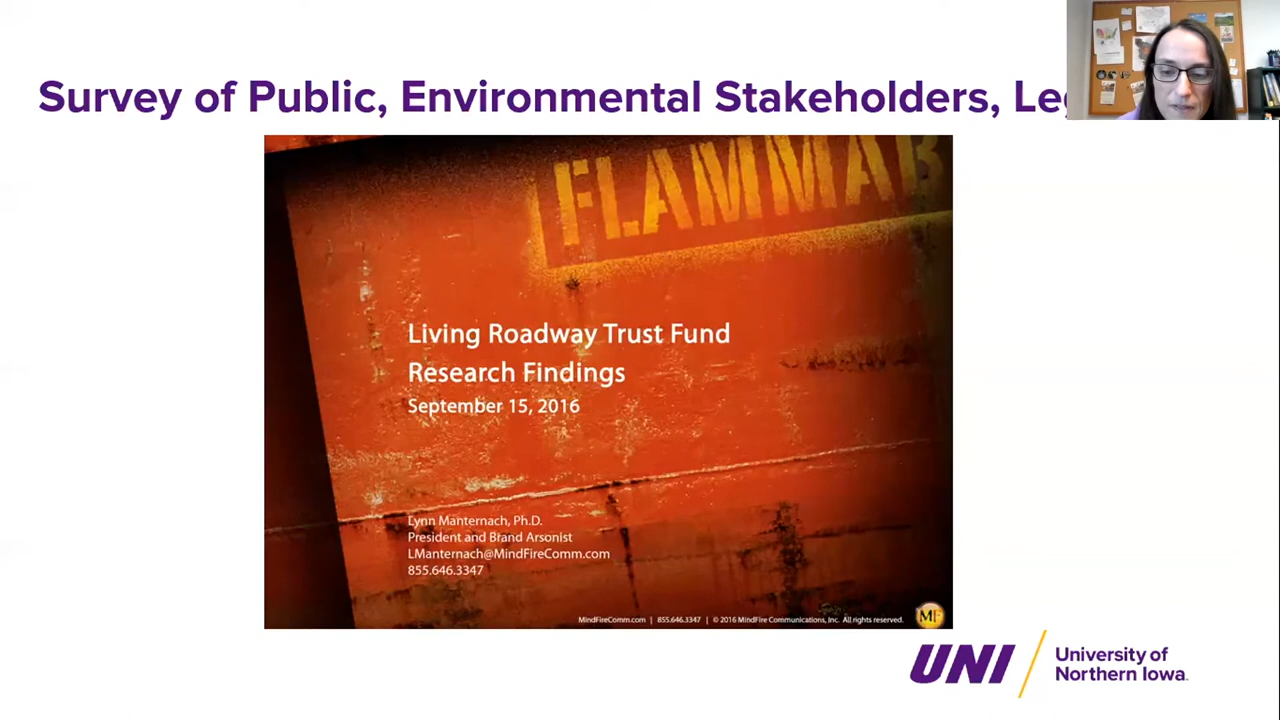 Survey of Public, Environmental Stakeholders, Leg
FLAMMAB
Living Roadway Trust Fund
Research Findings
September 15, 2016
Lynn Manternach, Ph.D.
President and Brand Arsonist
LManternach@MindFireComm.com
855.646.3347
MindFireComm.com | 855.646.3347 | © 2016 MindFire Communications, Inc. All rights reserved.
MF
UNI
University of
Northern Iowa.